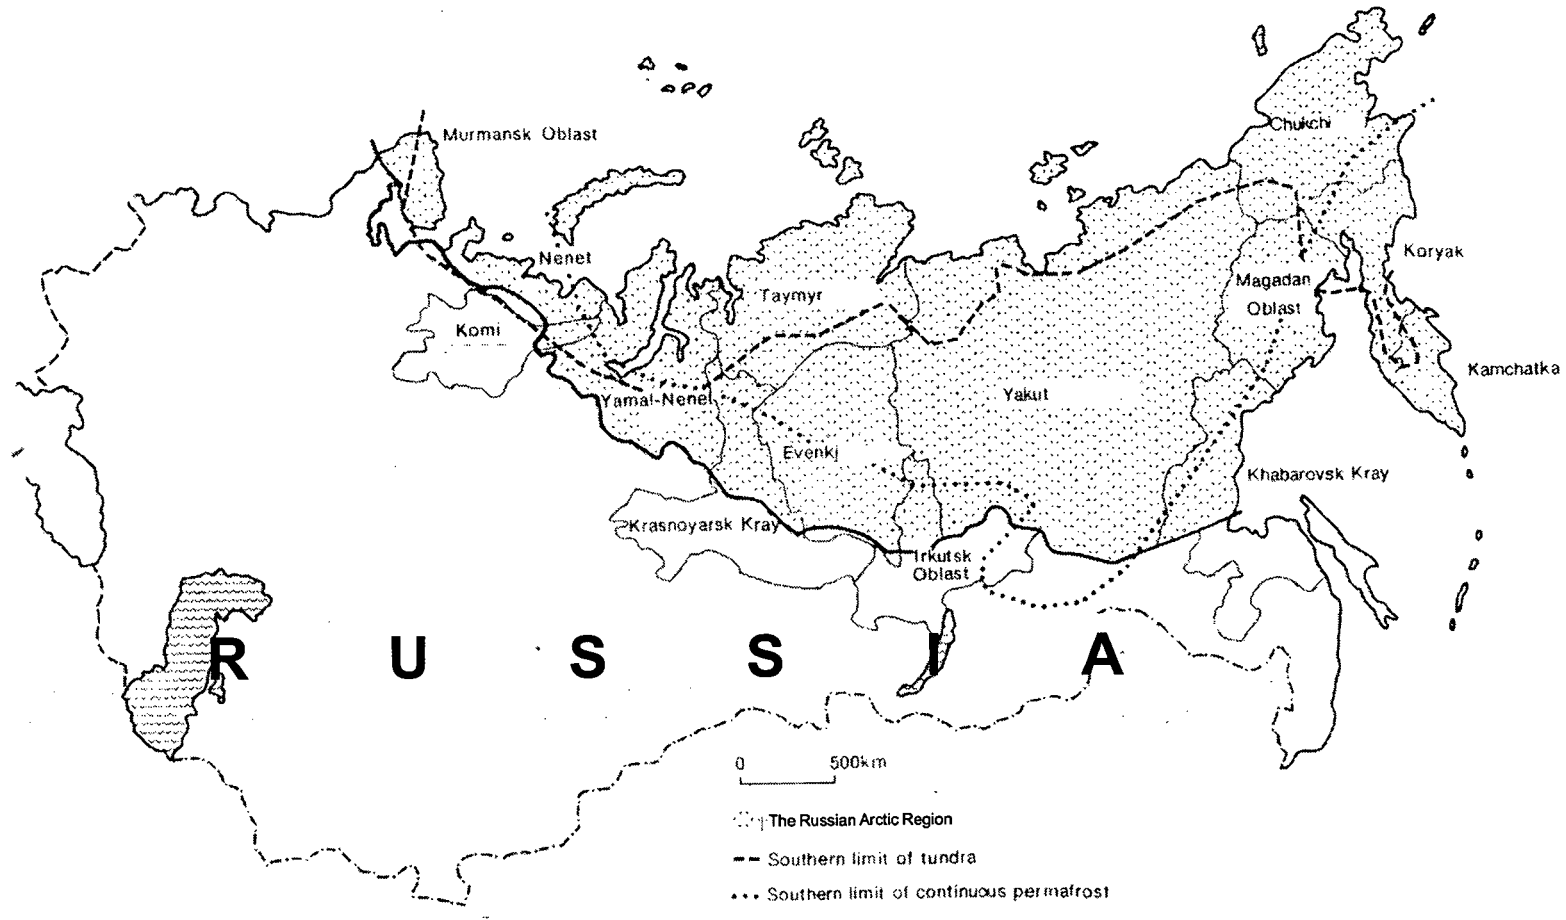 Murmansk Oblast
Chukchi
Nenet
Koryak
Taymyr
Magadan
Oblast
Komi
Kamchatka
Yamal-Nenet
Yakut
Evenki
Khabarovsk Kray
Krasnoyarsk Kray
Irkutsk
Oblast
R U S S I A
0 500km
The Russian Arctic Region
Southern limit of tundra
Southern limit of continuous permafrost